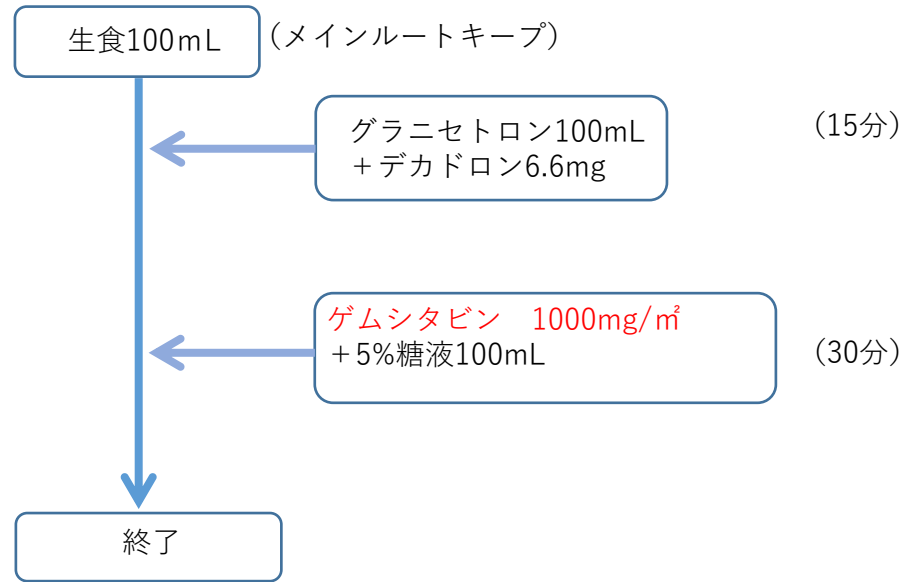 生食100mL (メインルートキープ)
グラニセトロン100mL (15分)
＋デカドロン6.6mg
ゲムシタビン　1000mg/㎡
＋5%糖液100mL (30分)
終了